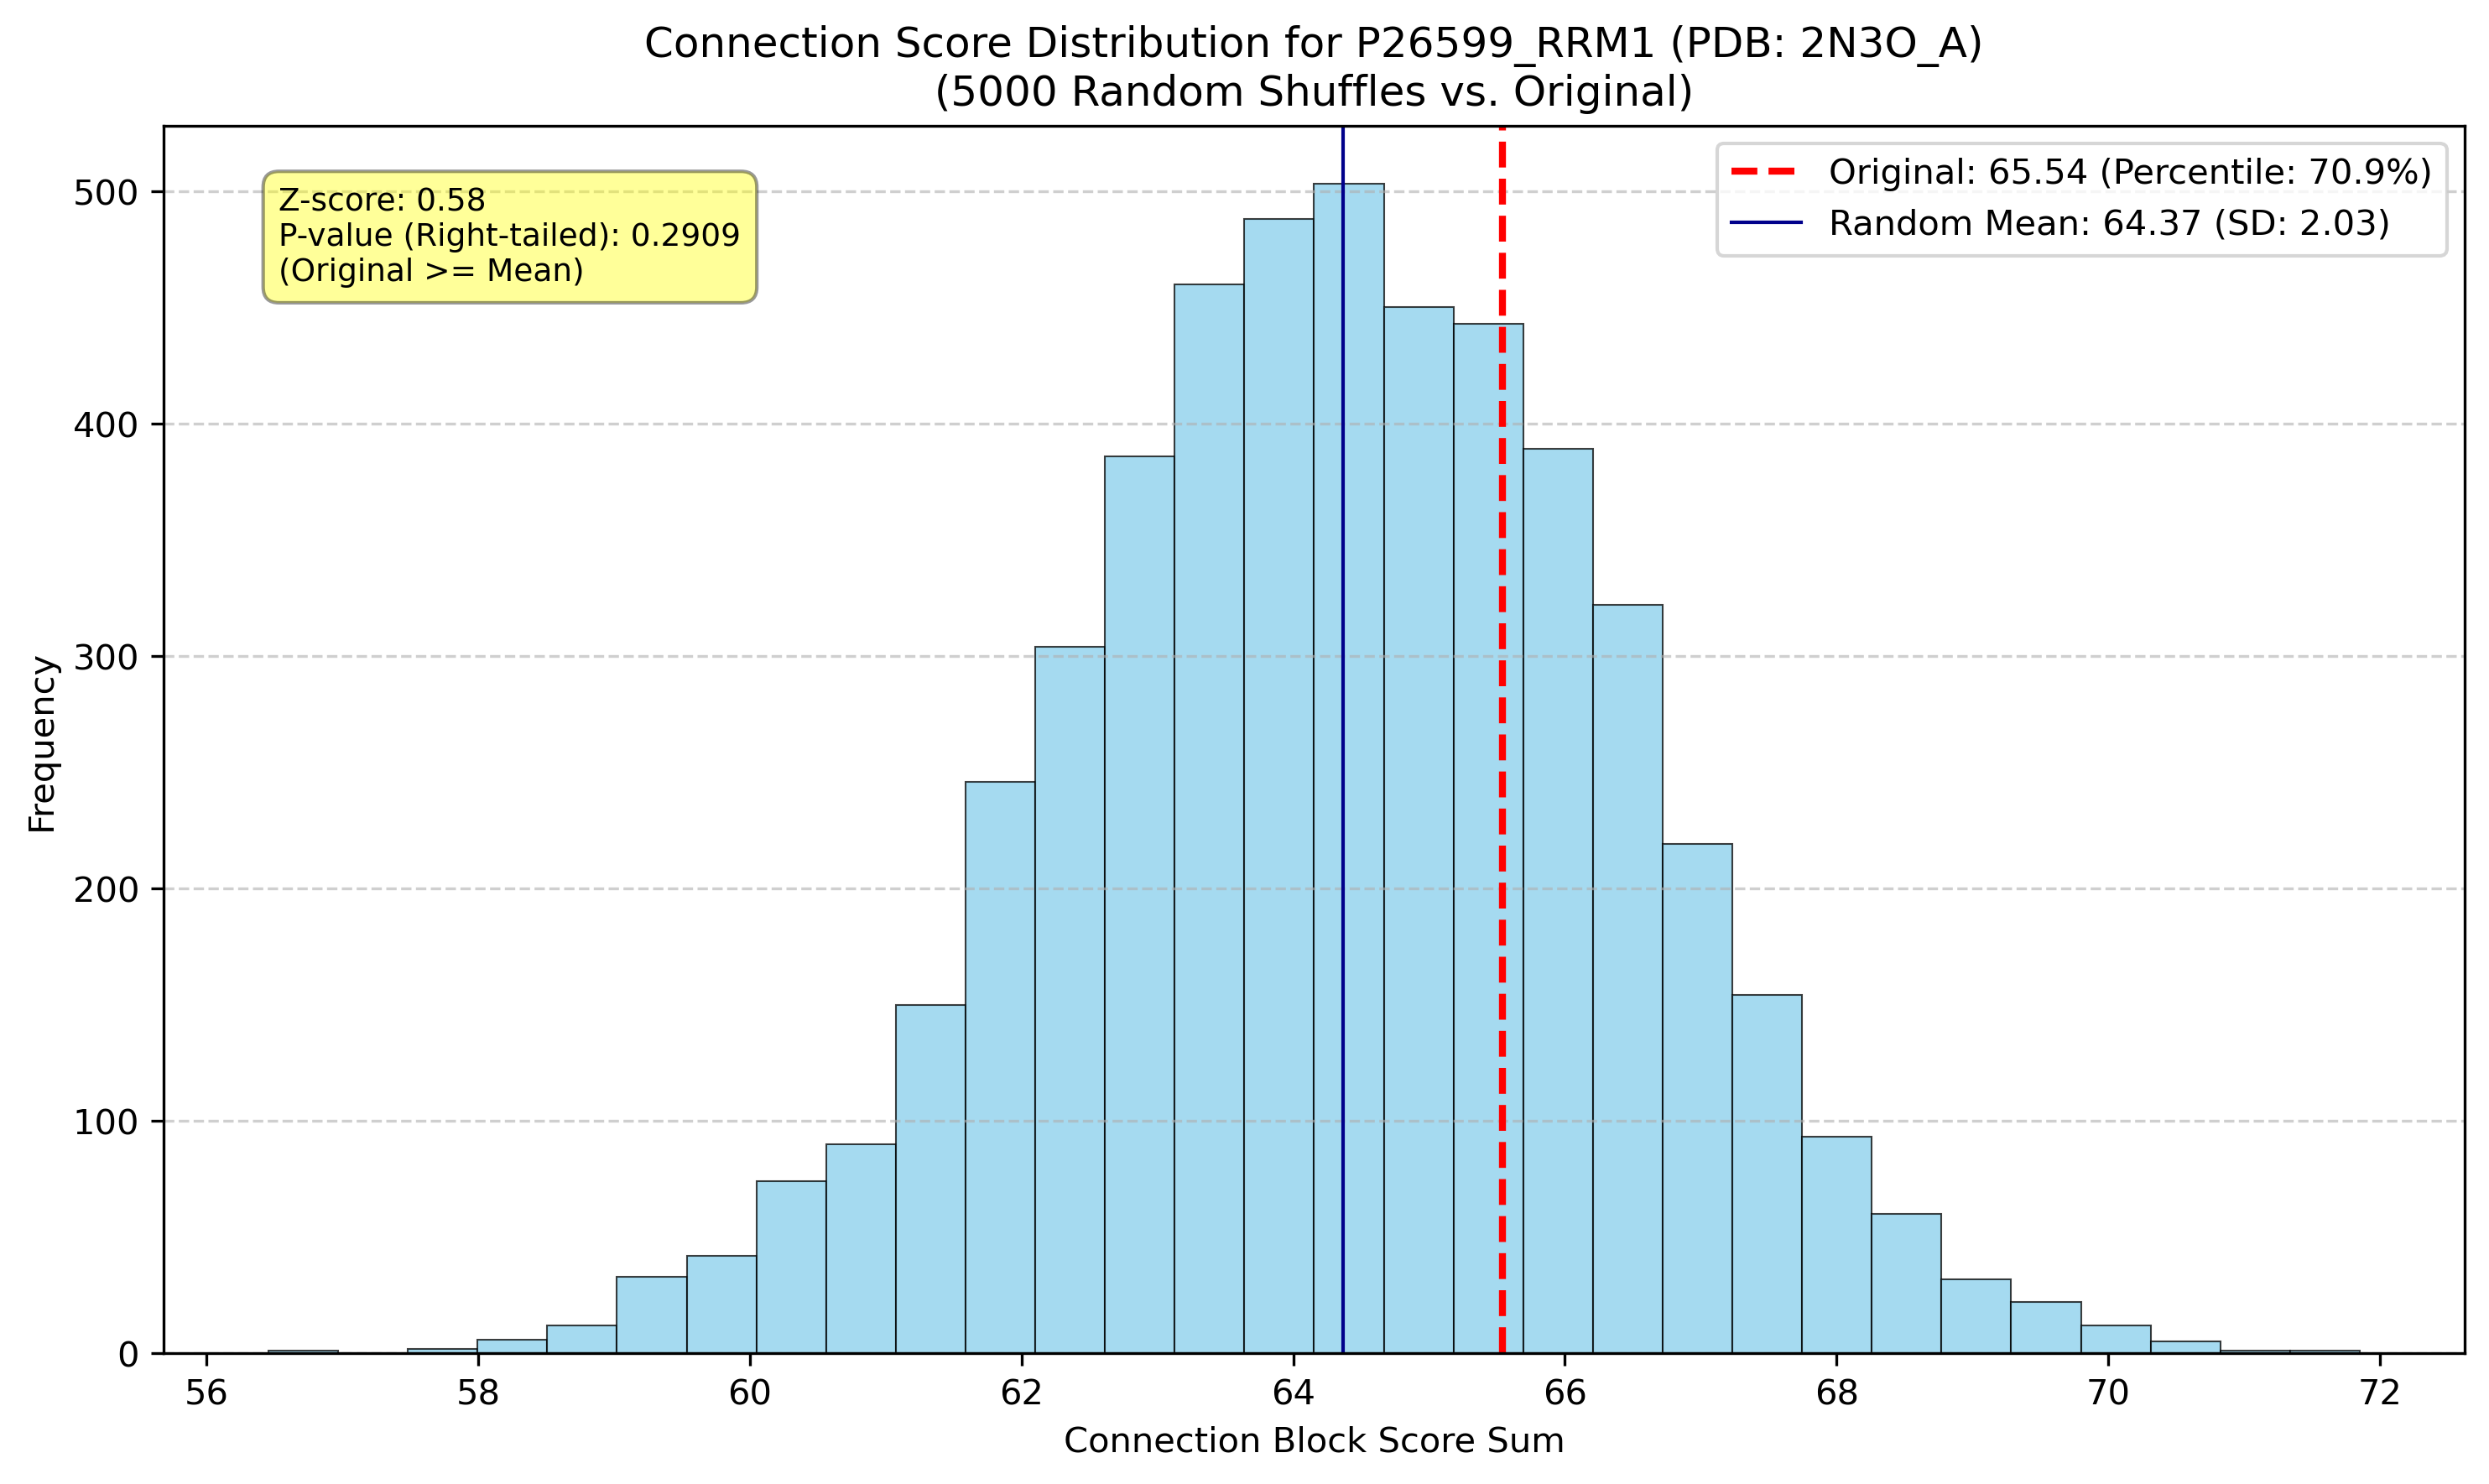 Connection Score Distribution for P26599_RRM1 (PDB: 2N3O_A)
(5000 Random Shuffles vs. Original)
Z-score: 0.58
P-value (Right-tailed): 0.2909
(Original >= Mean)
Original: 65.54 (Percentile: 70.9%)
Random Mean: 64.37 (SD: 2.03)
Frequency
500
400
300
200
100
0
56 58 60 62 64 66 68 70 72
Connection Block Score Sum